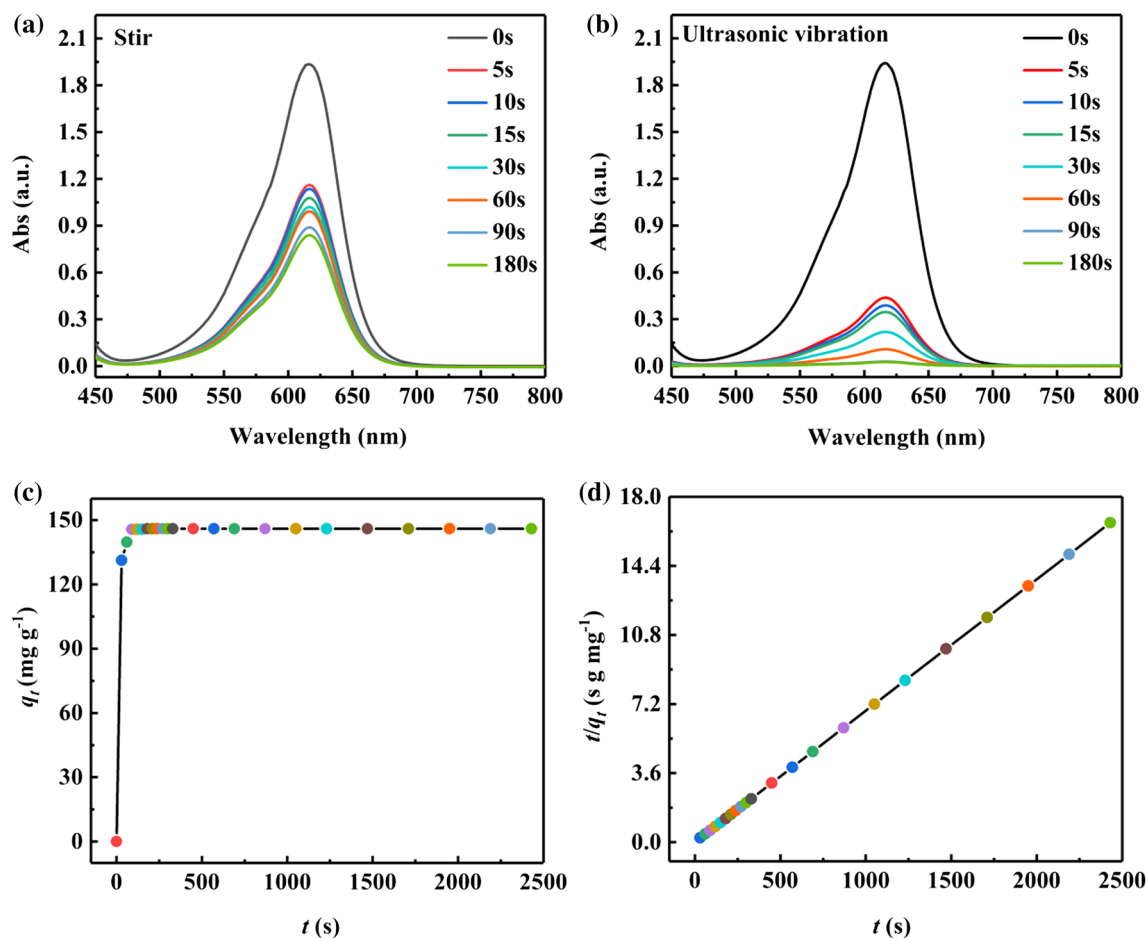 (a)
Stir
0s
5s
10s
15s
30s
60s
90s
180s
2.1
1.8
1.5
1.2
0.9
0.6
0.3
0.0
Abs (a.u.)
450 500 550 600 650 700 750 800
Wavelength (nm)
(b)
Ultrasonic vibration
0s
5s
10s
15s
30s
60s
90s
180s
2.1
1.8
1.5
1.2
0.9
0.6
0.3
0.0
Abs (a.u.)
450 500 550 600 650 700 750 800
Wavelength (nm)
(c)
150
120
90
60
30
0
qt (mg g-1)
0 500 1000 1500 2000 2500
t (s)
(d)
18.0
14.4
10.8
7.2
3.6
0.0
t/qt (s g mg-1)
0 500 1000 1500 2000 2500
t (s)